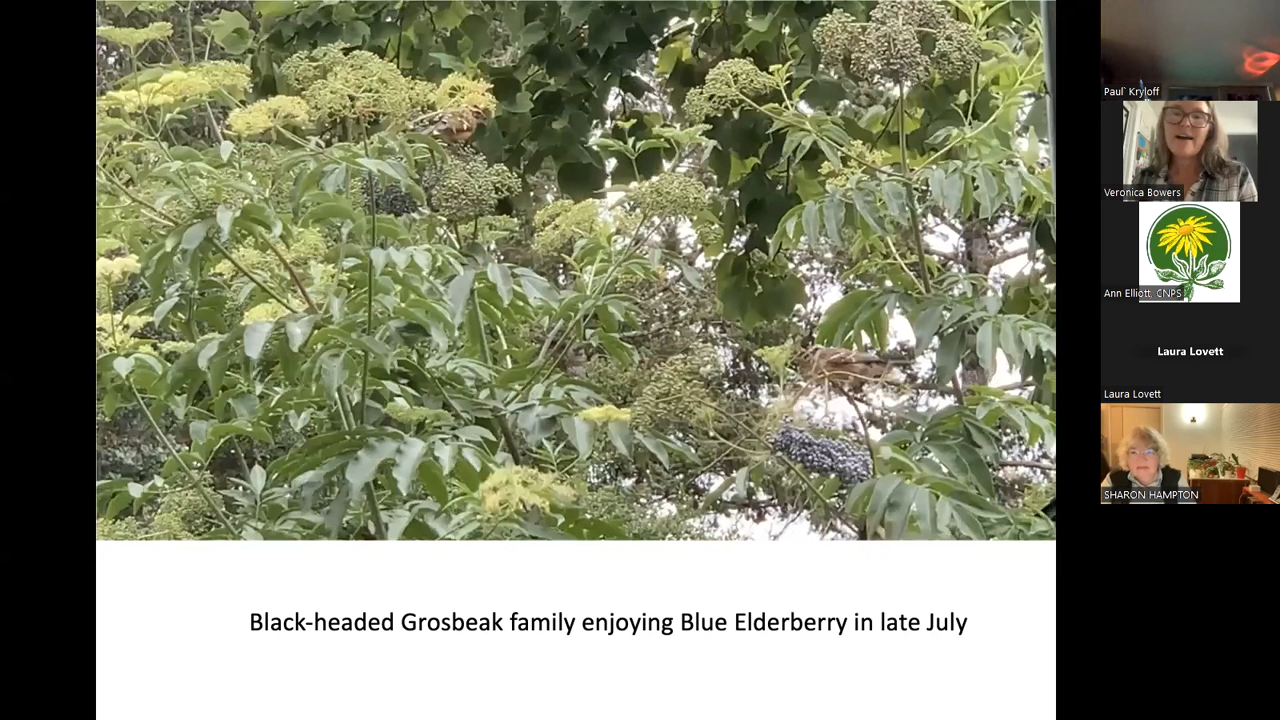 Black-headed Grosbeak family enjoying Blue Elderberry in late July
Paul` Kryloff
Veronica Bowers
Ann Elliott, CNPS
Laura Lovett
Laura Lovett
SHARON HAMPTON